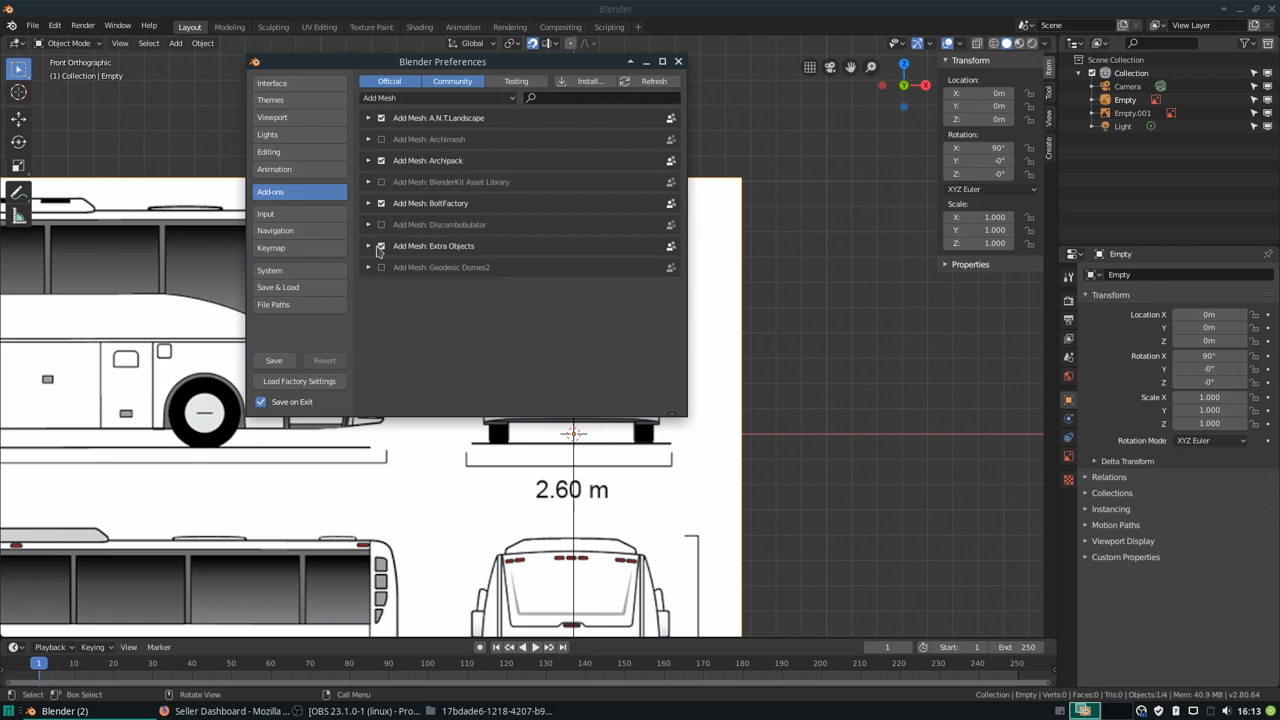 Blender
File Edit Render Window Help
Layout Modeling Sculpting UV Editing Texture Paint Shading Animation Rendering Compositing Scripting +
Scene View Layer
Object Mode View Select Add Object Global
Front Orthographic
(1) Collection | Empty
Blender Preferences
Interface
Themes
Viewport
Lights
Editing
Animation
Add-ons
Input
Navigation
Keymap
System
Save & Load
File Paths
Save Revert
Load Factory Settings
Save on Exit
Official Community Testing Install... Refresh
Add Mesh
Add Mesh: A.N.T.Landscape
Add Mesh: Archimesh
Add Mesh: Archipack
Add Mesh: BlenderKit Asset Library
Add Mesh: BoltFactory
Add Mesh: Discombobulator
Add Mesh: Extra Objects
Add Mesh: Geodesic Domes2
2.60 m
Z
X
Y
Transform
Location:
X: 0m
Y: 0m
Z: 0m
Rotation:
X: 90°
Y: -0°
Z: -0°
XYZ Euler
Scale:
X: 1.000
Y: 1.000
Z: 1.000
Properties
Item
Tool
View
Create
Collection
Camera
Empty
Empty.001
Light
Empty
Transform
Location X 0m
Y 0m
Z 0m
Rotation X 90°
Y -0°
Z -0°
Scale X 1.000
Y 1.000
Z 1.000
Rotation Mode XYZ Euler
Delta Transform
Relations
Collections
Instancing
Motion Paths
Viewport Display
Custom Properties
Playback Keying View Marker 1 Start: 1 End: 250
1 10 20 30 40 50 60 70 80 90 100 110 120 130 140 150 160 170 180 190 200 210 220 230 240 250
Select Box Select Rotate View Call Menu Collection | Empty | Verts:0 | Faces:0 | Tris:0 | Objects:1/4 | Mem: 40.9 MB | v2.80.64
Blender (2) Seller Dashboard - Mozilla ... [OBS 23.1.0-1 (linux) - Pro... 17bdade6-1218-4207-b9... 16:13